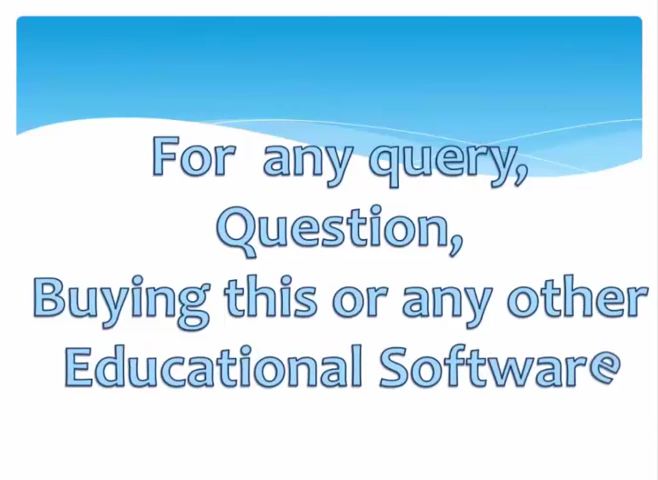 For any query,
Question,
Buying this or any other
Educational Software